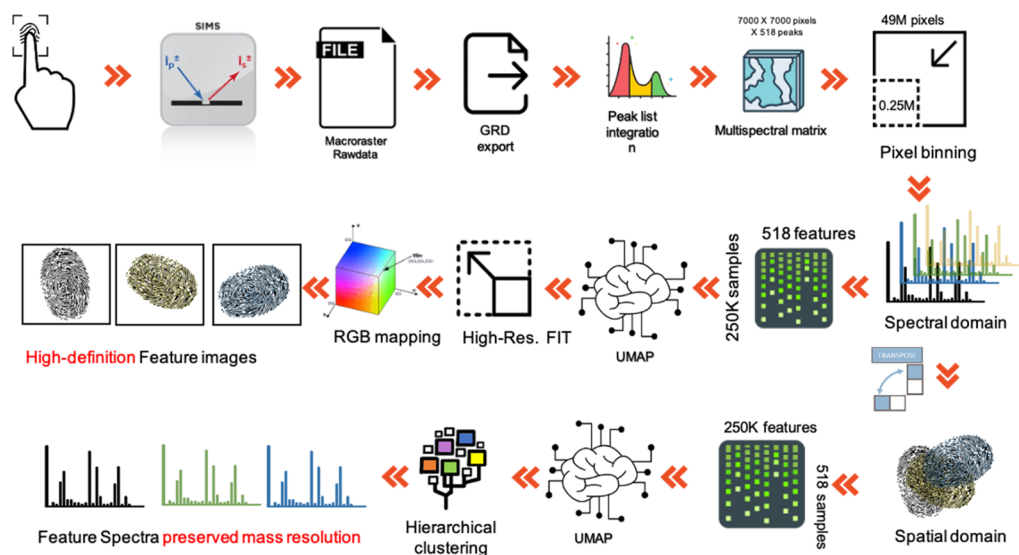 SIMS
Ip±
Is±
FILE
Macroraster
Rawdata
GRD
export
Peak list
integratio
n
7000 X 7000 pixels
X 518 peaks
Multispectral matrix
49M pixels
0.25M
Pixel binning
High-definition Feature images
RGB mapping
High-Res. FIT
UMAP
250K samples
518 features
Spectral domain
TRANSPOSE
Feature Spectra preserved mass resolution
Hierarchical
clustering
UMAP
250K features
518 samples
Spatial domain